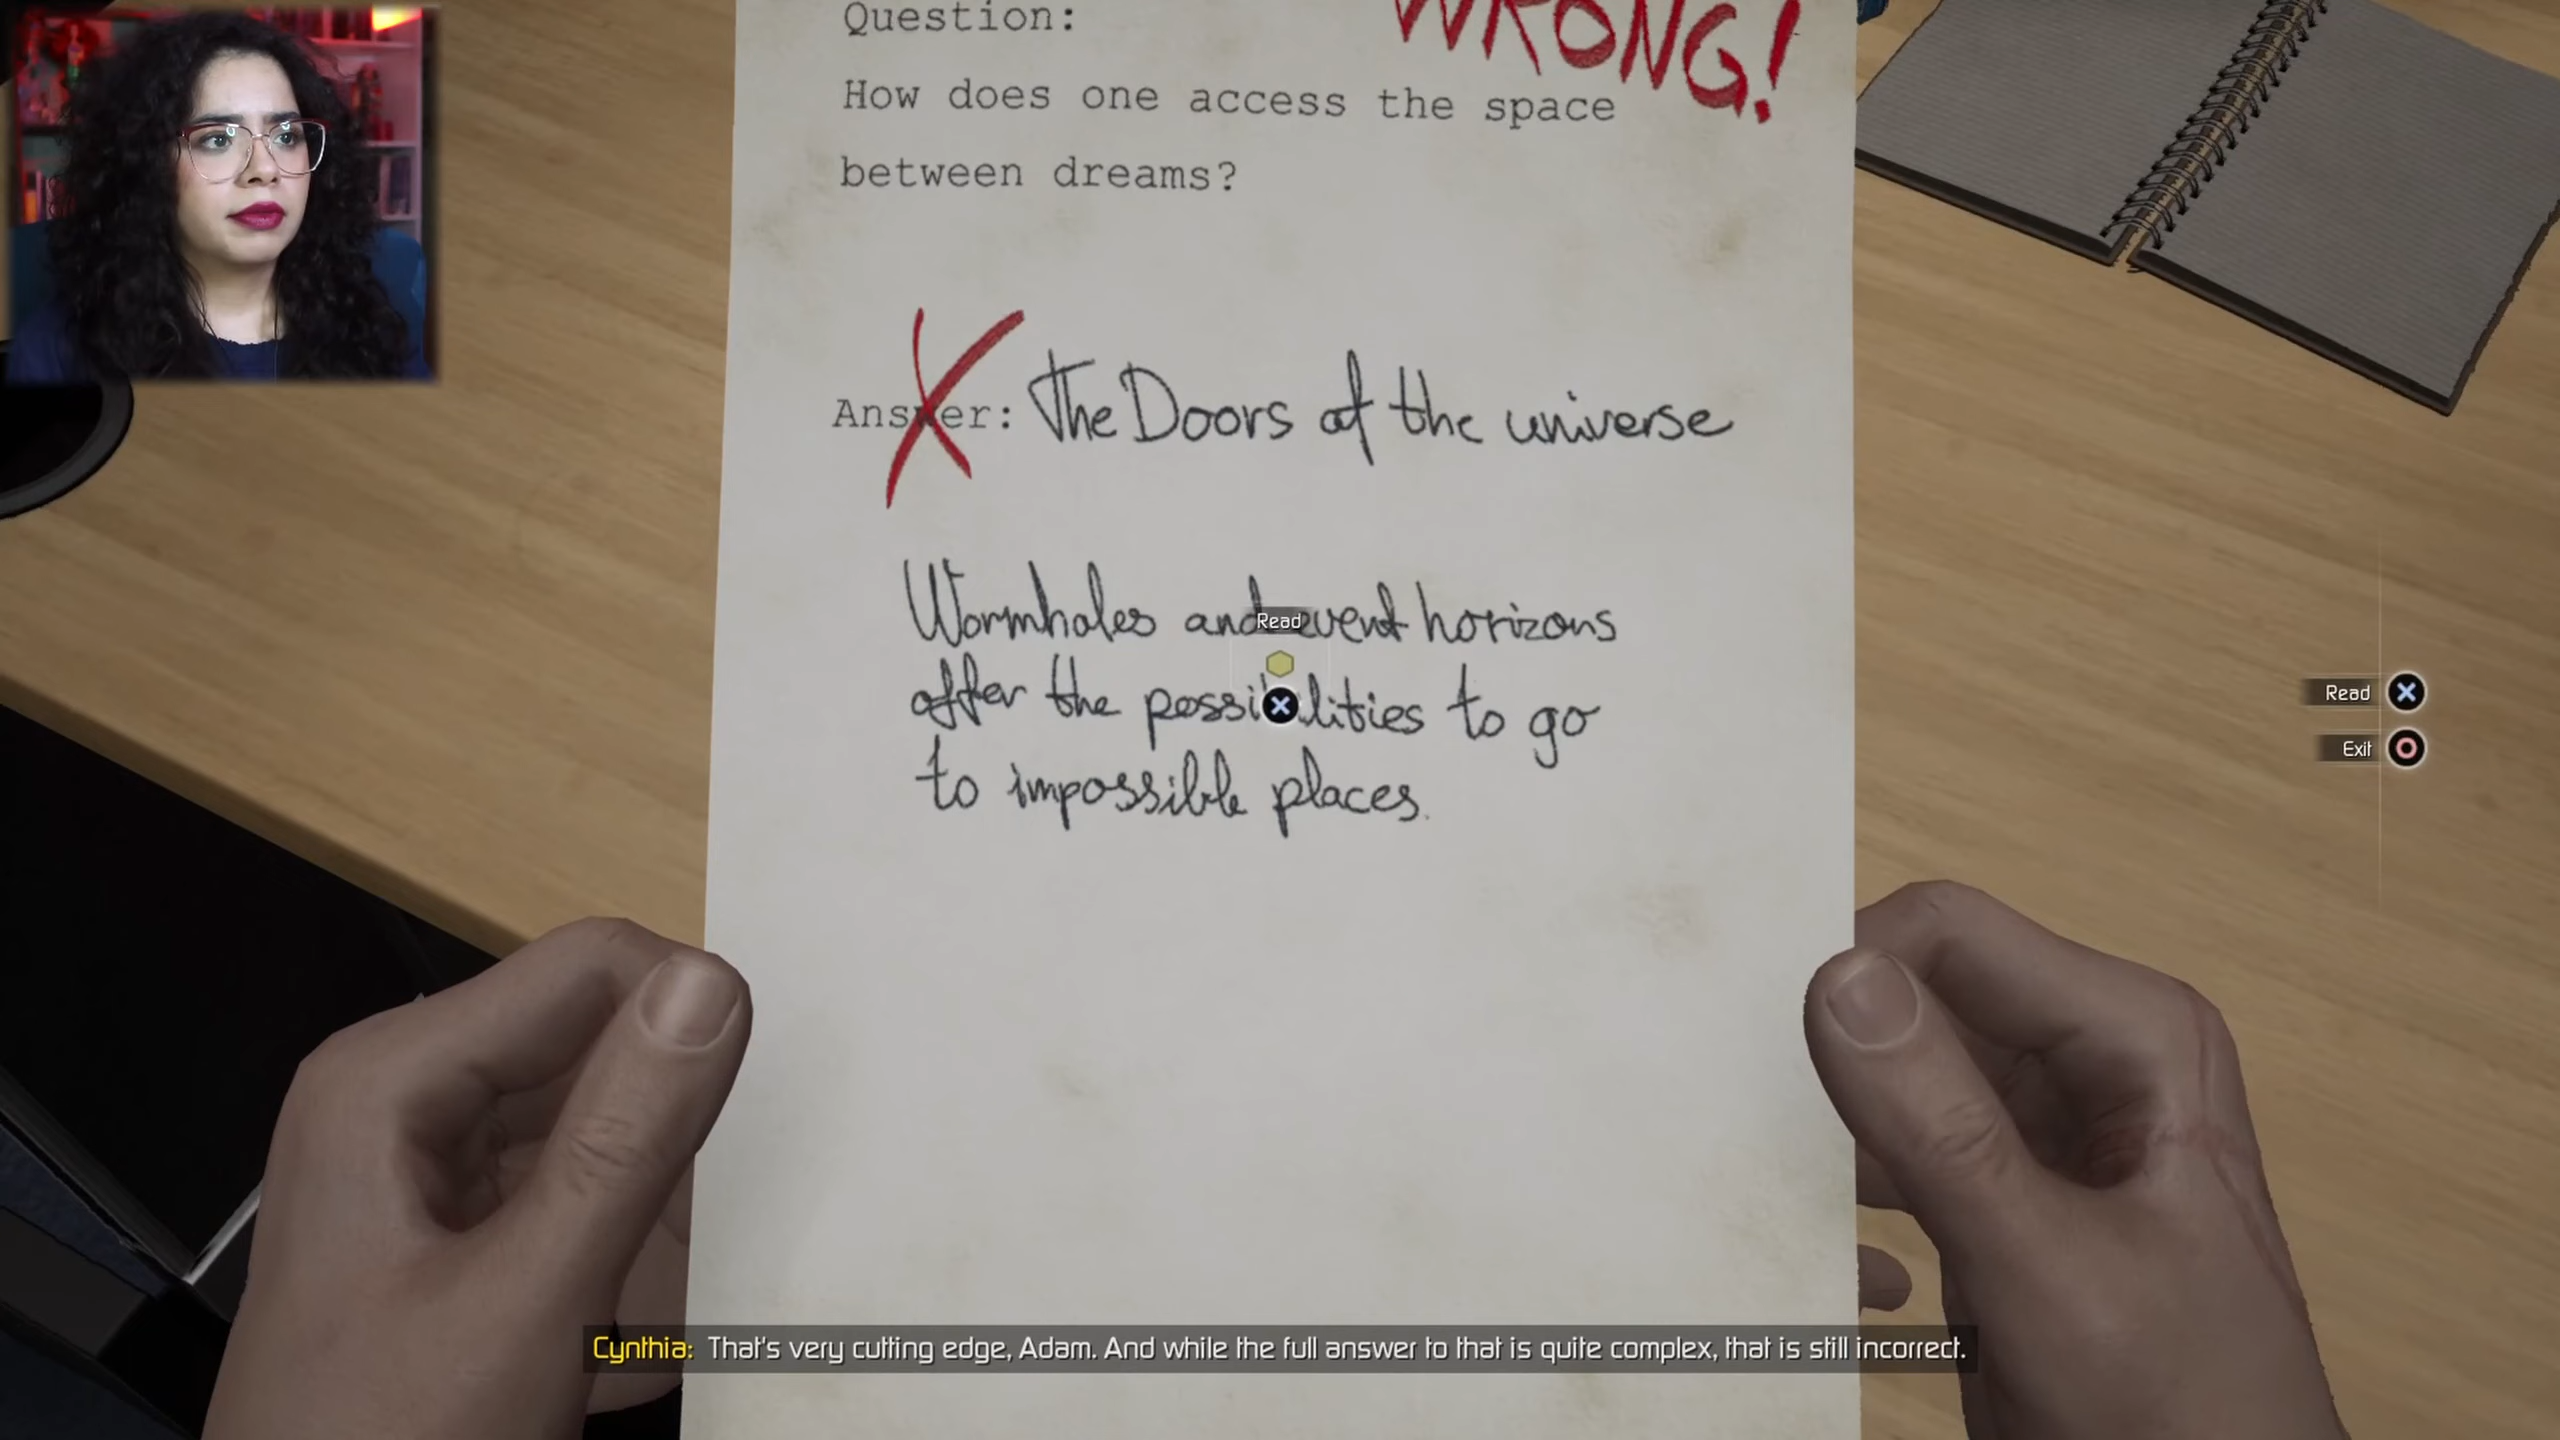 Question:
WRONG!
How does one access the space
between dreams?
Answer: The Doors of the universe
Wormholes and event horizons
offer the possibilities to go
to impossible places.
Read
Read
Exit
Cynthia: That's very cutting edge, Adam. And while the full answer to that is quite complex, that is still incorrect.